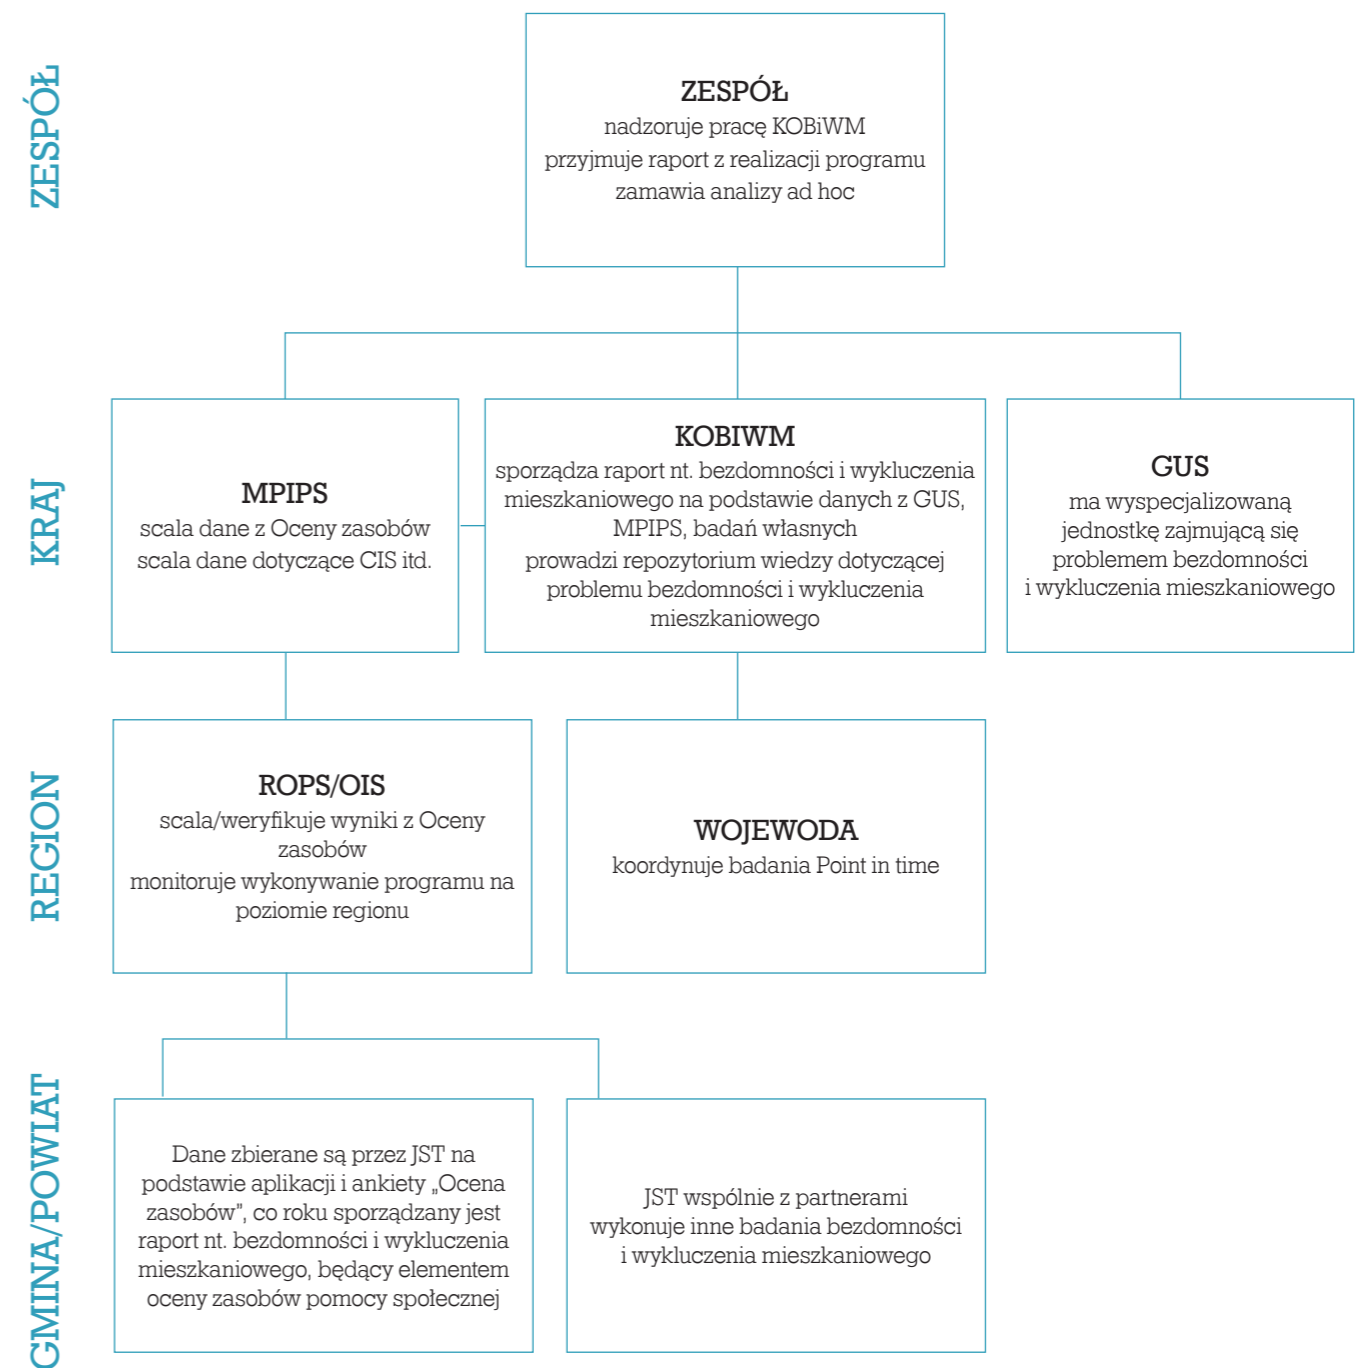 ZESPÓŁ
ZESPÓŁ
nadzoruje pracę KOBiWM
przyjmuje raport z realizacji programu
zamawia analizy ad hoc
KRAJ
MPIPS
scala dane z Oceny zasobów
scala dane dotyczące CIS itd.
KOBIWM
sporządza raport nt. bezdomności i wykluczenia
mieszkaniowego na podstawie danych z GUS,
MPIPS, badań własnych
prowadzi repozytorium wiedzy dotyczącej
problemu bezdomności i wykluczenia
mieszkaniowego
GUS
ma wyspecjalizowaną
jednostkę zajmującą się
problemem bezdomności
i wykluczenia mieszkaniowego
REGION
ROPS/OIS
scala/weryfikuje wyniki z Oceny
zasobów
monitoruje wykonywanie programu na
poziomie regionu
WOJEWODA
koordynuje badania Point in time
GMINA/POWIAT
Dane zbierane są przez JST na
podstawie aplikacji i ankiety „Ocena
zasobów”, co roku sporządzany jest
raport nt. bezdomności i wykluczenia
mieszkaniowego, będący elementem
oceny zasobów pomocy społecznej
JST wspólnie z partnerami
wykonuje inne badania bezdomności
i wykluczenia mieszkaniowego